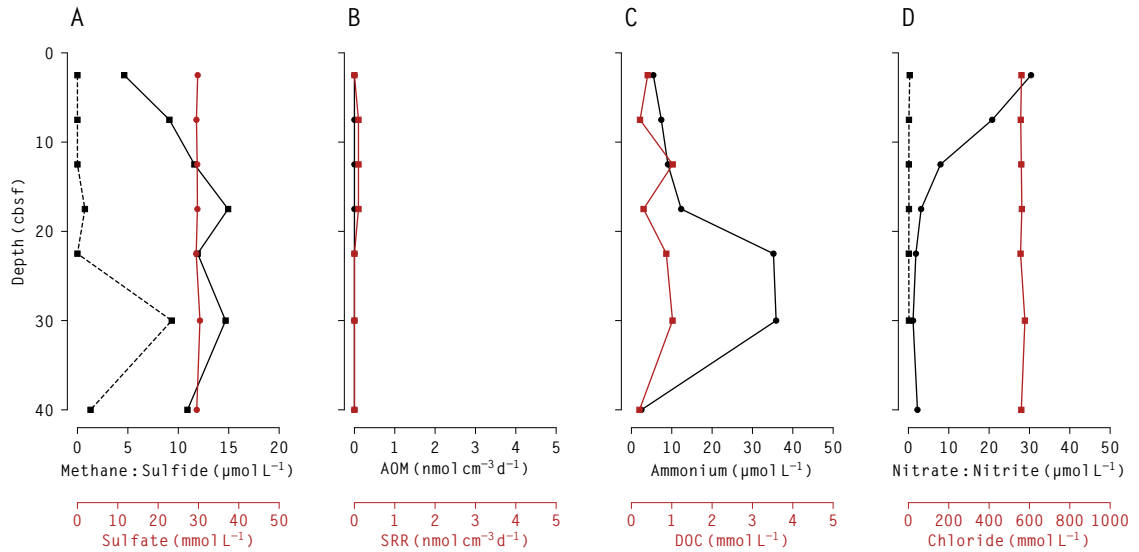 A B C D
Depth (cbsf)
0
10
20
30
40
0 5 10 15 20
Methane:Sulfide (µmol L⁻¹)
0 10 20 30 40 50
Sulfate (mmol L⁻¹)
0 1 2 3 4 5
AOM (nmol cm⁻³d⁻¹)
0 1 2 3 4 5
SRR (nmol cm⁻³d⁻¹)
0 10 20 30 40 50
Ammonium (µmol L⁻¹)
0 1 2 3 4 5
DOC (mmol L⁻¹)
0 10 20 30 40 50
Nitrate:Nitrite (µmol L⁻¹)
0 200 400 600 800 1000
Chloride (mmol L⁻¹)